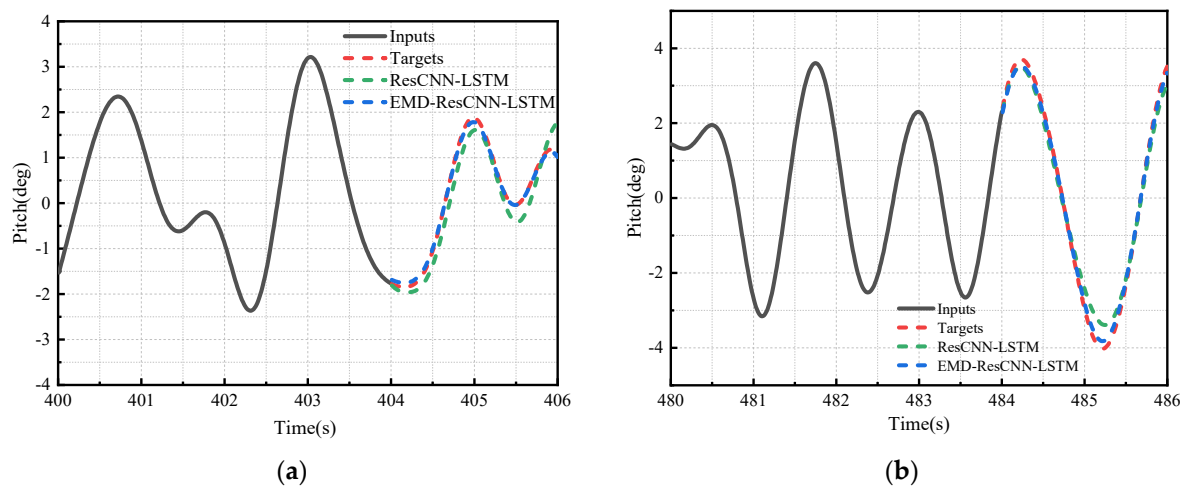 4
3
2
1
0
-1
-2
-3
-4
Pitch(deg)
Inputs
Targets
ResCNN-LSTM
EMD-ResCNN-LSTM
400 401 402 403 404 405 406
Time(s)
(a)
4
2
0
-2
-4
Pitch(deg)
Inputs
Targets
ResCNN-LSTM
EMD-ResCNN-LSTM
480 481 482 483 484 485 486
Time(s)
(b)